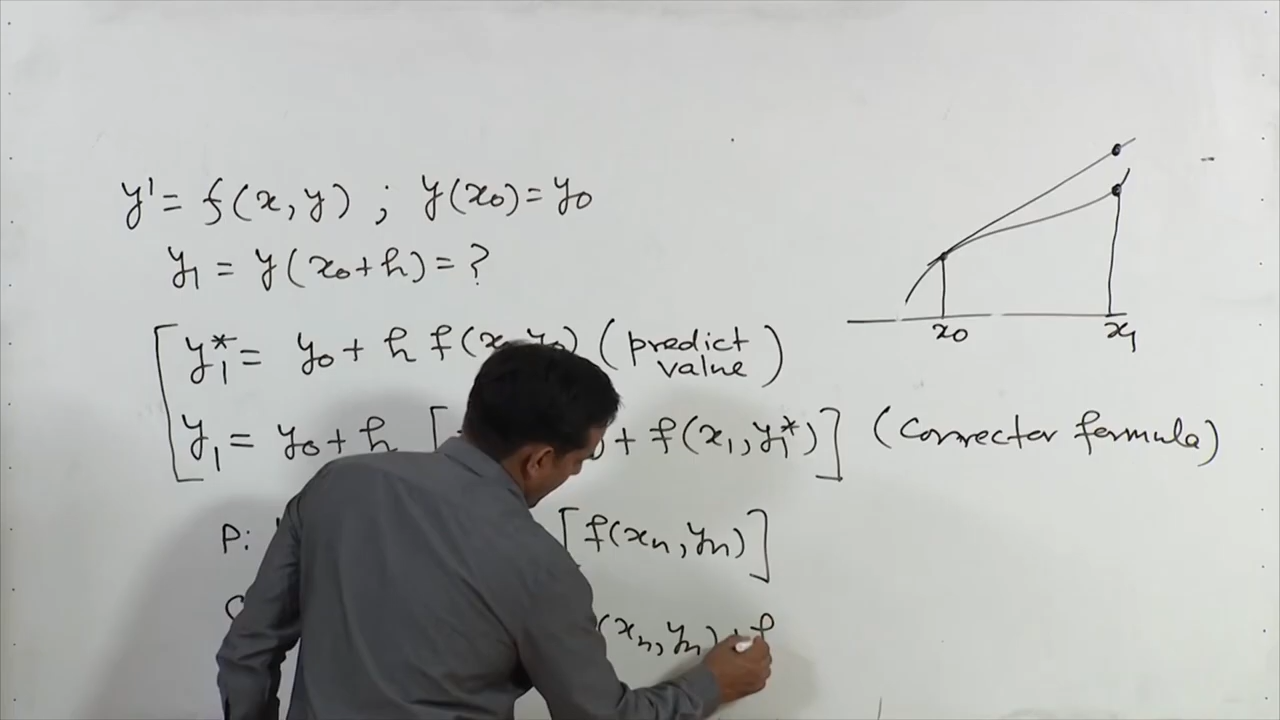 y' = f(x, y) ; y(x₀) = y₀
y₁ = y(x₀+h) = ?
y₁* = y₀ + h f(x y₀) (predict value)
y₁ = y₀ + h [ + f(x₁, y₁*)] (Corrector formula)
P: [f(xₙ, yₙ)]
(xₙ, yₙ) + f
x₀ x₁